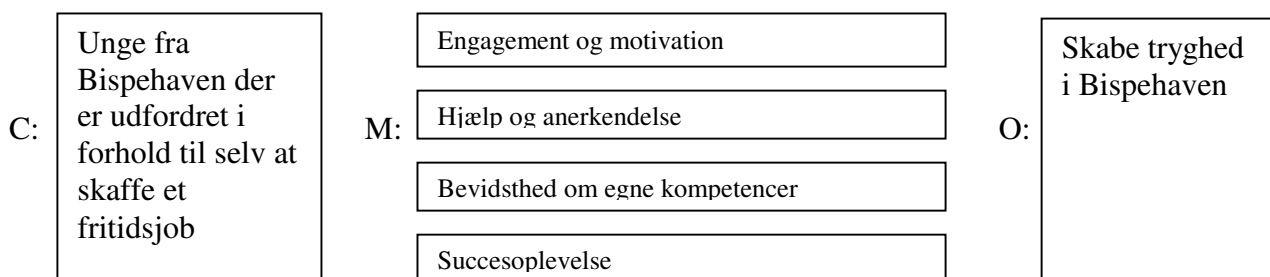 C:
Unge fra
Bispehaven der
er udfordret i
forhold til selv at
skaffe et
fritidsjob
M:
Engagement og motivation
Hjælp og anerkendelse
Bevidsthed om egne kompetencer
Succesoplevelse
O:
Skabe tryghed
i Bispehaven